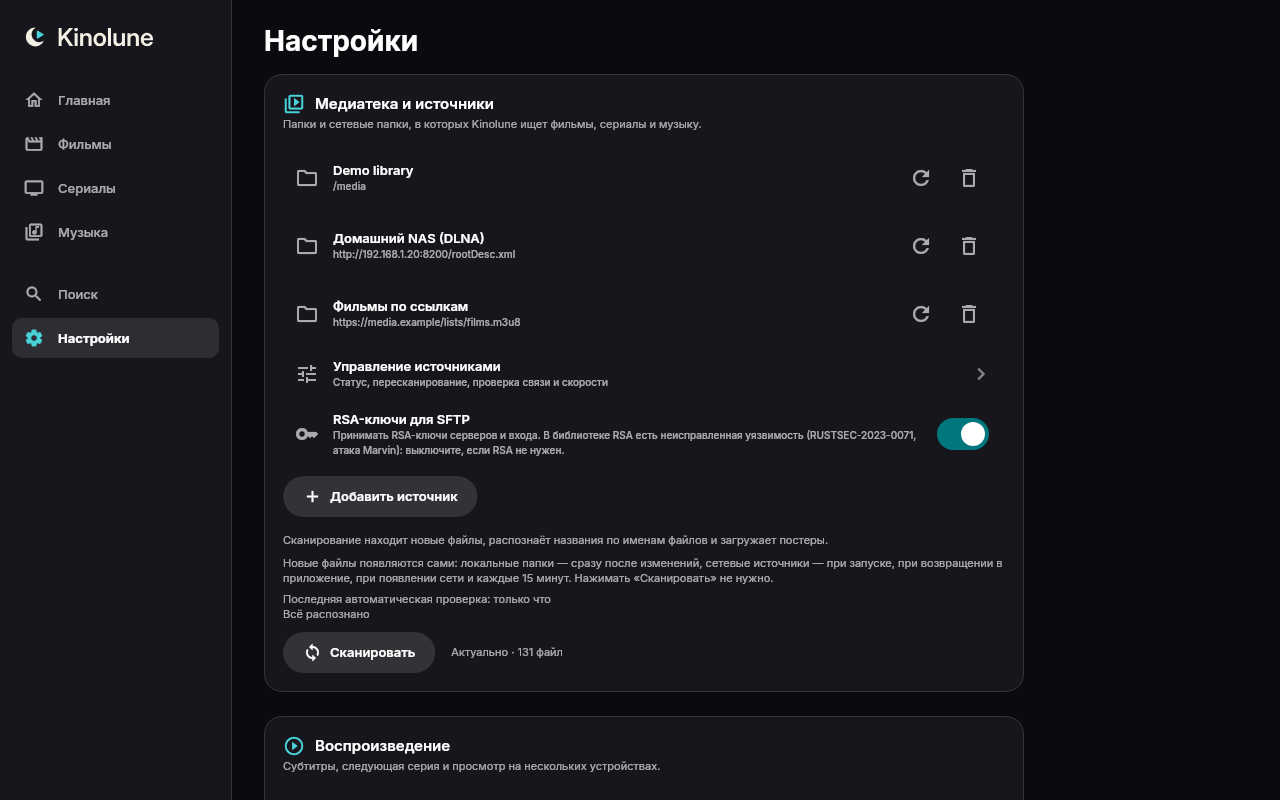 Kinolune
Главная
Фильмы
Сериалы
Музыка
Поиск
Настройки
Настройки
Медиатека и источники
Папки и сетевые папки, в которых Kinolune ищет фильмы, сериалы и музыку.
Demo library
/media
Домашний NAS (DLNA)
http://192.168.1.20:8200/rootDesc.xml
Фильмы по ссылкам
https://media.example/lists/films.m3u8
Управление источниками
Статус, пересканирование, проверка связи и скорости
RSA-ключи для SFTP
Принимать RSA-ключи серверов и входа. В библиотеке RSA есть неисправленная уязвимость (RUSTSEC-2023-0071,
атака Marvin): выключите, если RSA не нужен.
Добавить источник
Сканирование находит новые файлы, распознаёт названия по именам файлов и загружает постеры.
Новые файлы появляются сами: локальные папки — сразу после изменений, сетевые источники — при запуске, при возвращении в
приложение, при появлении сети и каждые 15 минут. Нажимать «Сканировать» не нужно.
Последняя автоматическая проверка: только что
Всё распознано
Сканировать
Актуально · 131 файл
Воспроизведение
Субтитры, следующая серия и просмотр на нескольких устройствах.